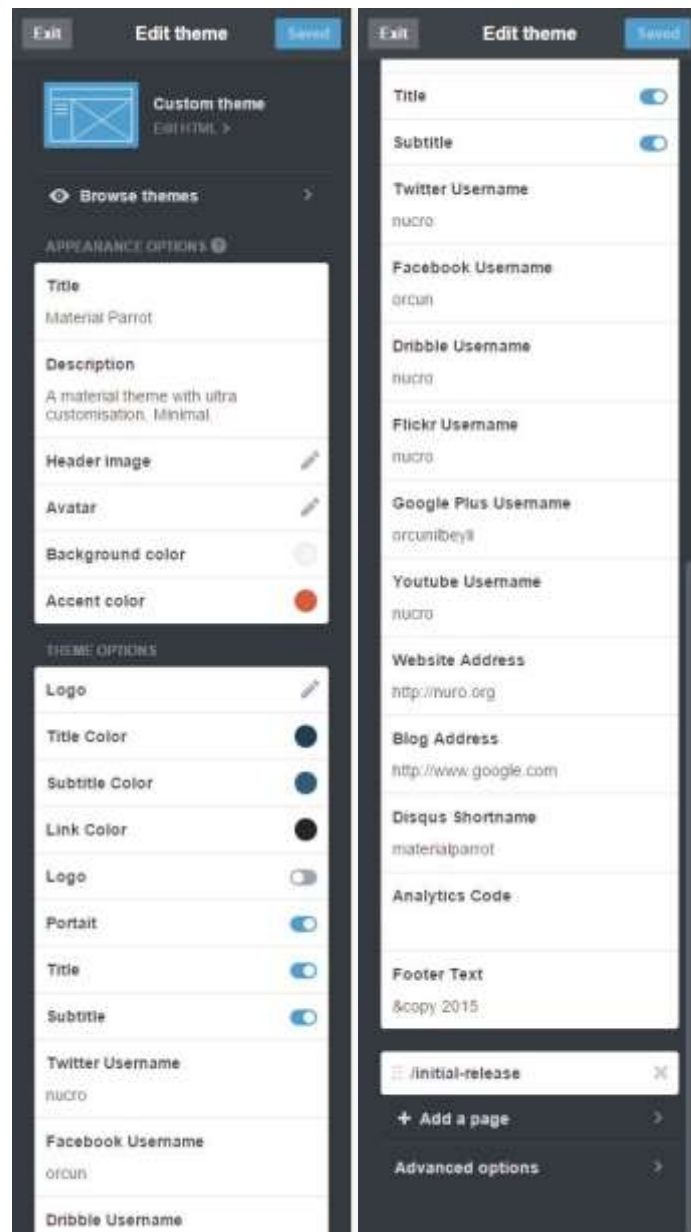 Exit
Edit theme
Saved
Custom theme
Edit HTML >
Browse themes
APPEARANCE OPTIONS
Title
Material Parrot
Description
A material theme with ultra
customisation. Minimal.
Header image
Avatar
Background color
Accent color
THEME OPTIONS
Logo
Title Color
Subtitle Color
Link Color
Logo
Portait
Title
Subtitle
Twitter Username
nucro
Facebook Username
orcun
Dribble Username
Exit
Edit theme
Saved
Title
Subtitle
Twitter Username
nucro
Facebook Username
orcun
Dribble Username
nucro
Flickr Username
nucro
Google Plus Username
orcunilbeyli
Youtube Username
nucro
Website Address
http://nuro.org
Blog Address
http://www.google.com
Disqus Shortname
materialparrot
Analytics Code
Footer Text
&copy 2015
/initial-release
+ Add a page
Advanced options